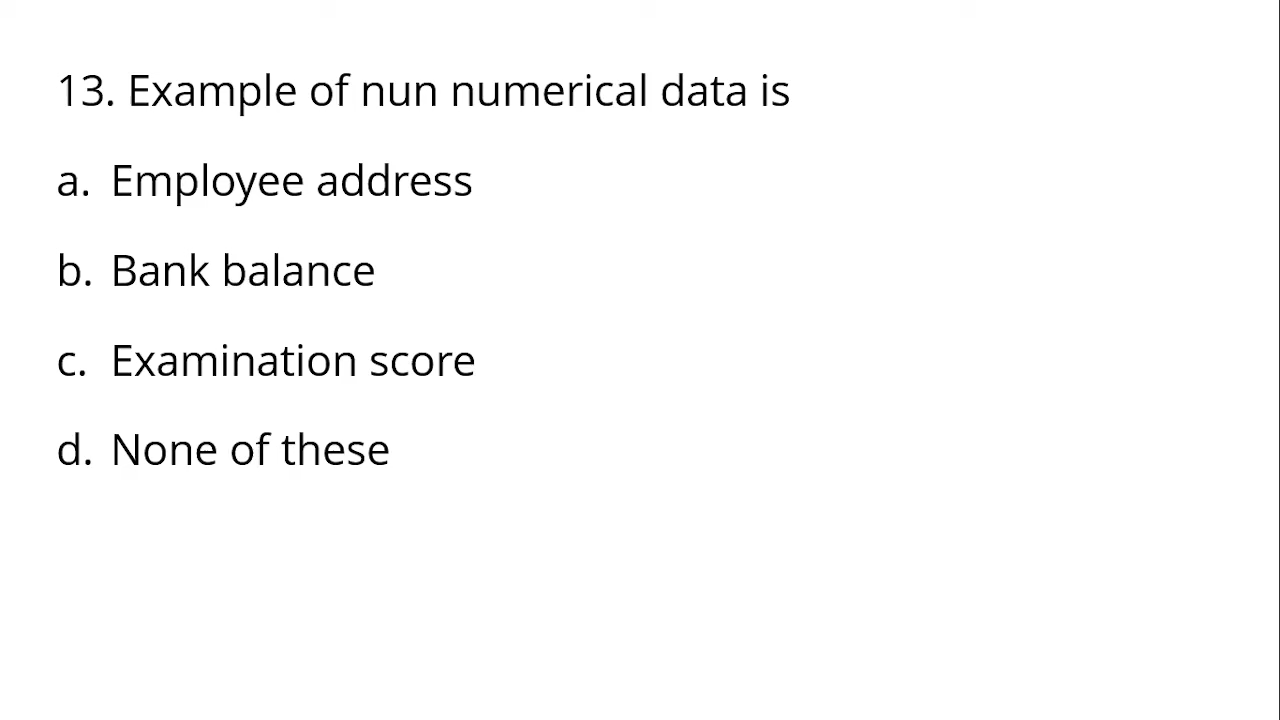 13. Example of nun numerical data is
a. Employee address
b. Bank balance
c. Examination score
d. None of these